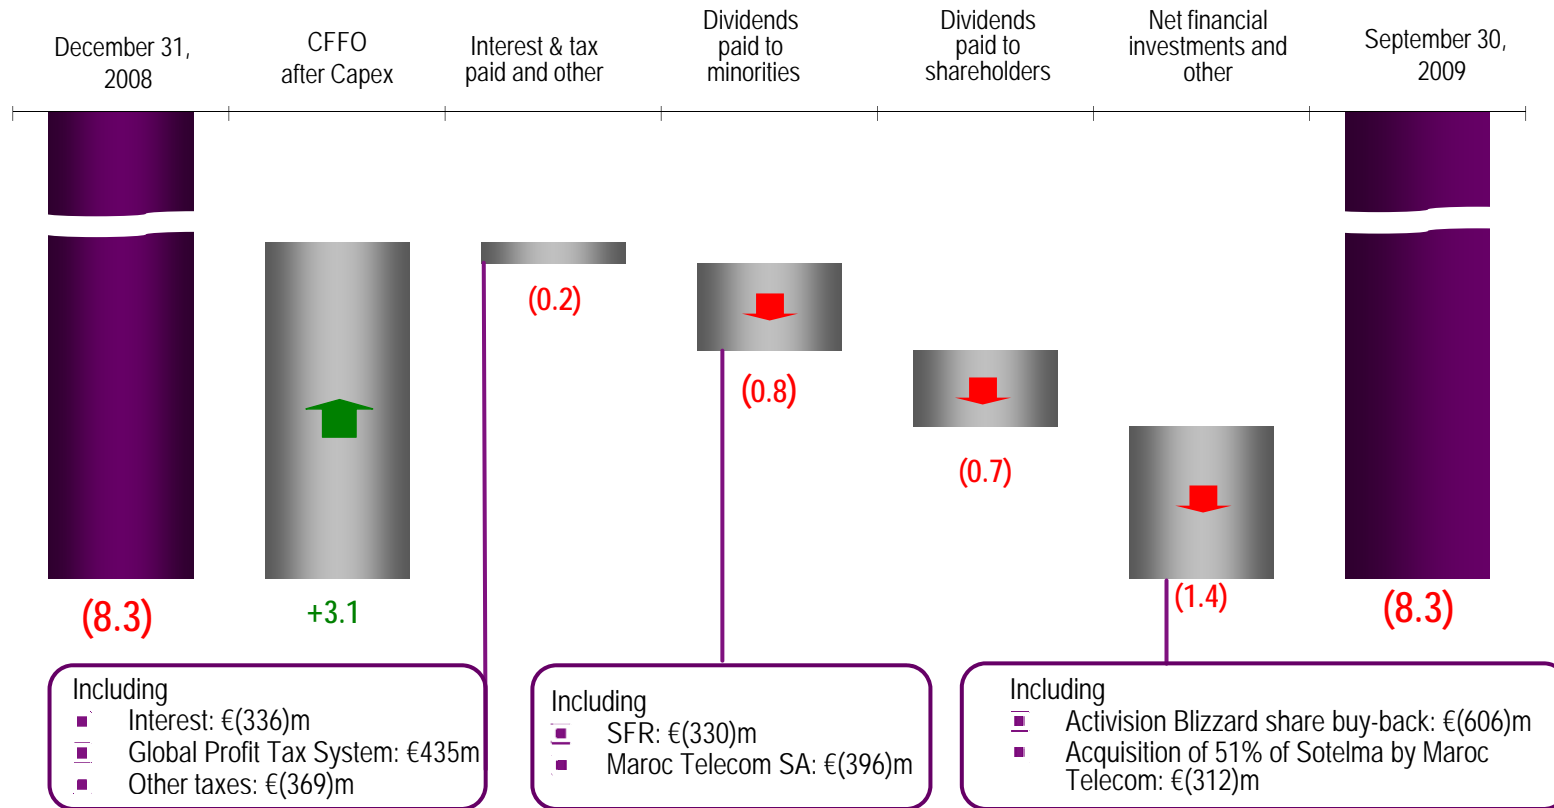 December 31,
2008
CFFO
after Capex
Interest & tax
paid and other
Dividends
paid to
minorities
Dividends
paid to
shareholders
Net financial
investments and
other
September 30,
2009
(8.3)
+3.1
(0.2)
(0.8)
(0.7)
(1.4)
(8.3)
Including
Interest: €(336)m
Global Profit Tax System: €435m
Other taxes: €(369)m
Including
SFR: €(330)m
Maroc Telecom SA: €(396)m
Including
Activision Blizzard share buy-back: €(606)m
Acquisition of 51% of Sotelma by Maroc
Telecom: €(312)m